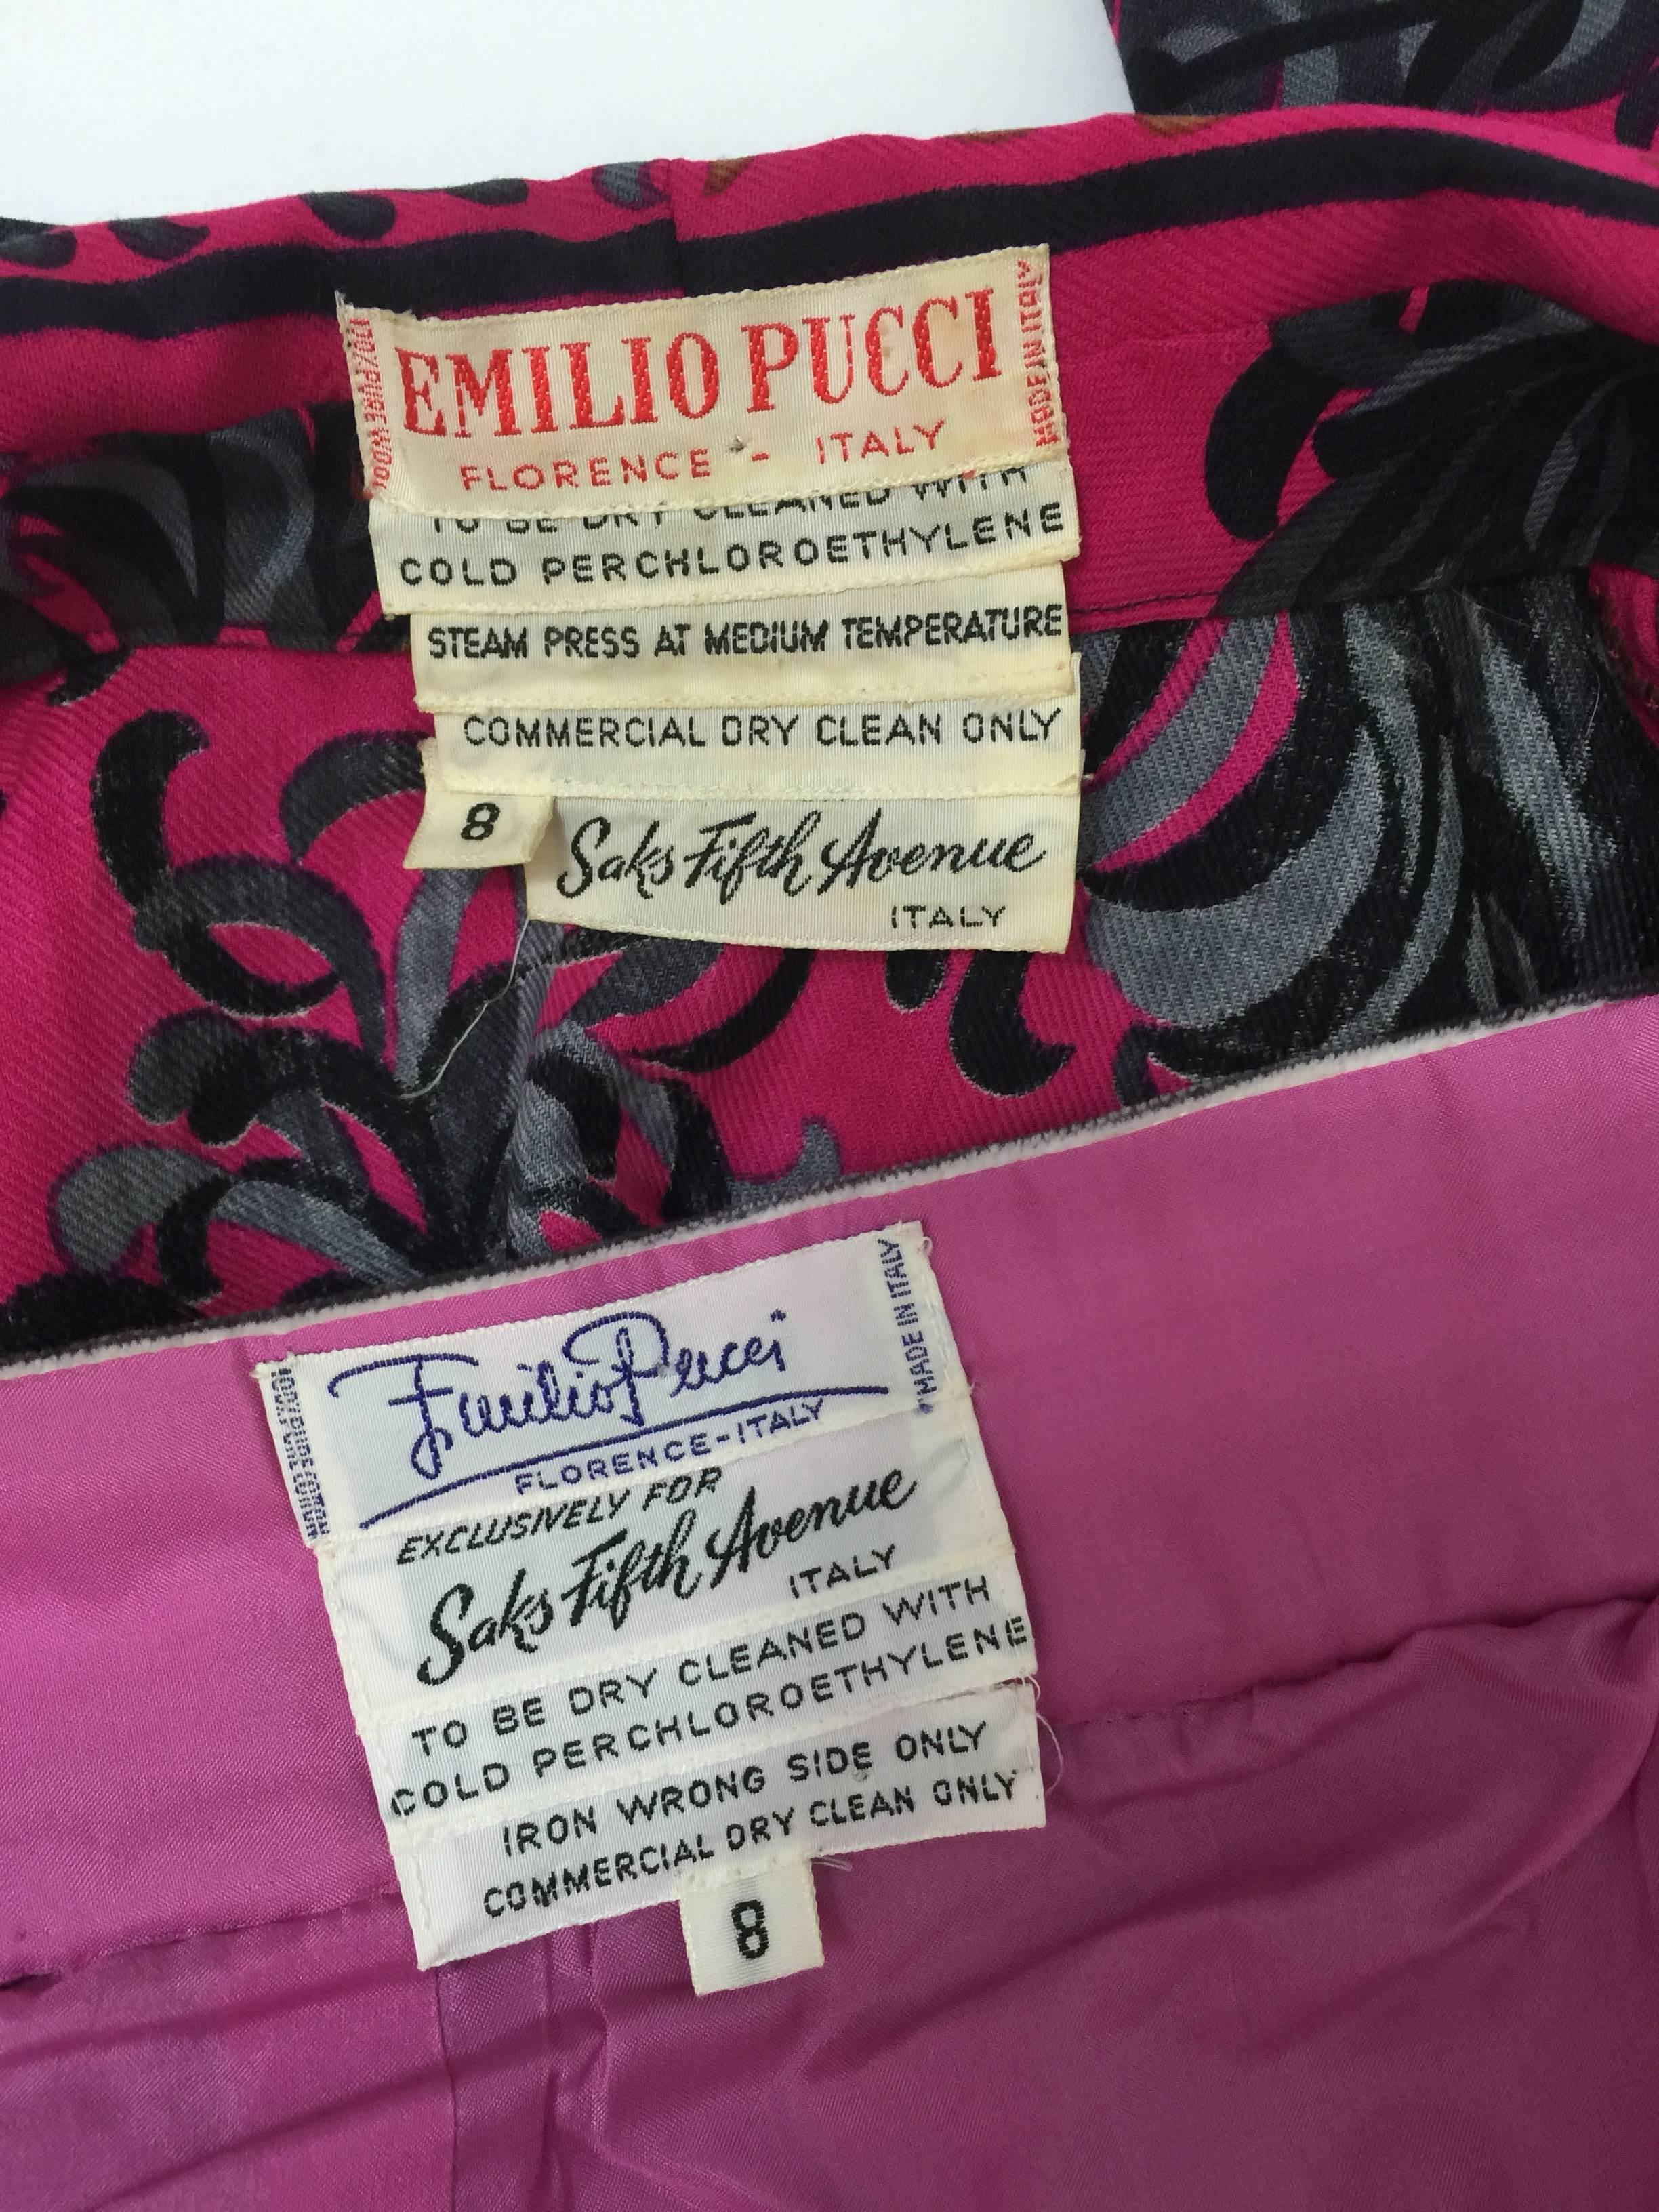 100% PURE WOOL
EMILIO PUCCI
MADE IN ITALY
FLORENCE - ITALY
TO BE DRY CLEANED WITH
COLD PERCHLOROETHYLENE
STEAM PRESS AT MEDIUM TEMPERATURE
COMMERCIAL DRY CLEAN ONLY
8
Saks Fifth Avenue
ITALY
100% PURE COTTON
Emilio Pucci
MADE IN ITALY
FLORENCE-ITALY
EXCLUSIVELY FOR
Saks Fifth Avenue
ITALY
TO BE DRY CLEANED WITH
COLD PERCHLOROETHYLENE
IRON WRONG SIDE ONLY
COMMERCIAL DRY CLEAN ONLY
8